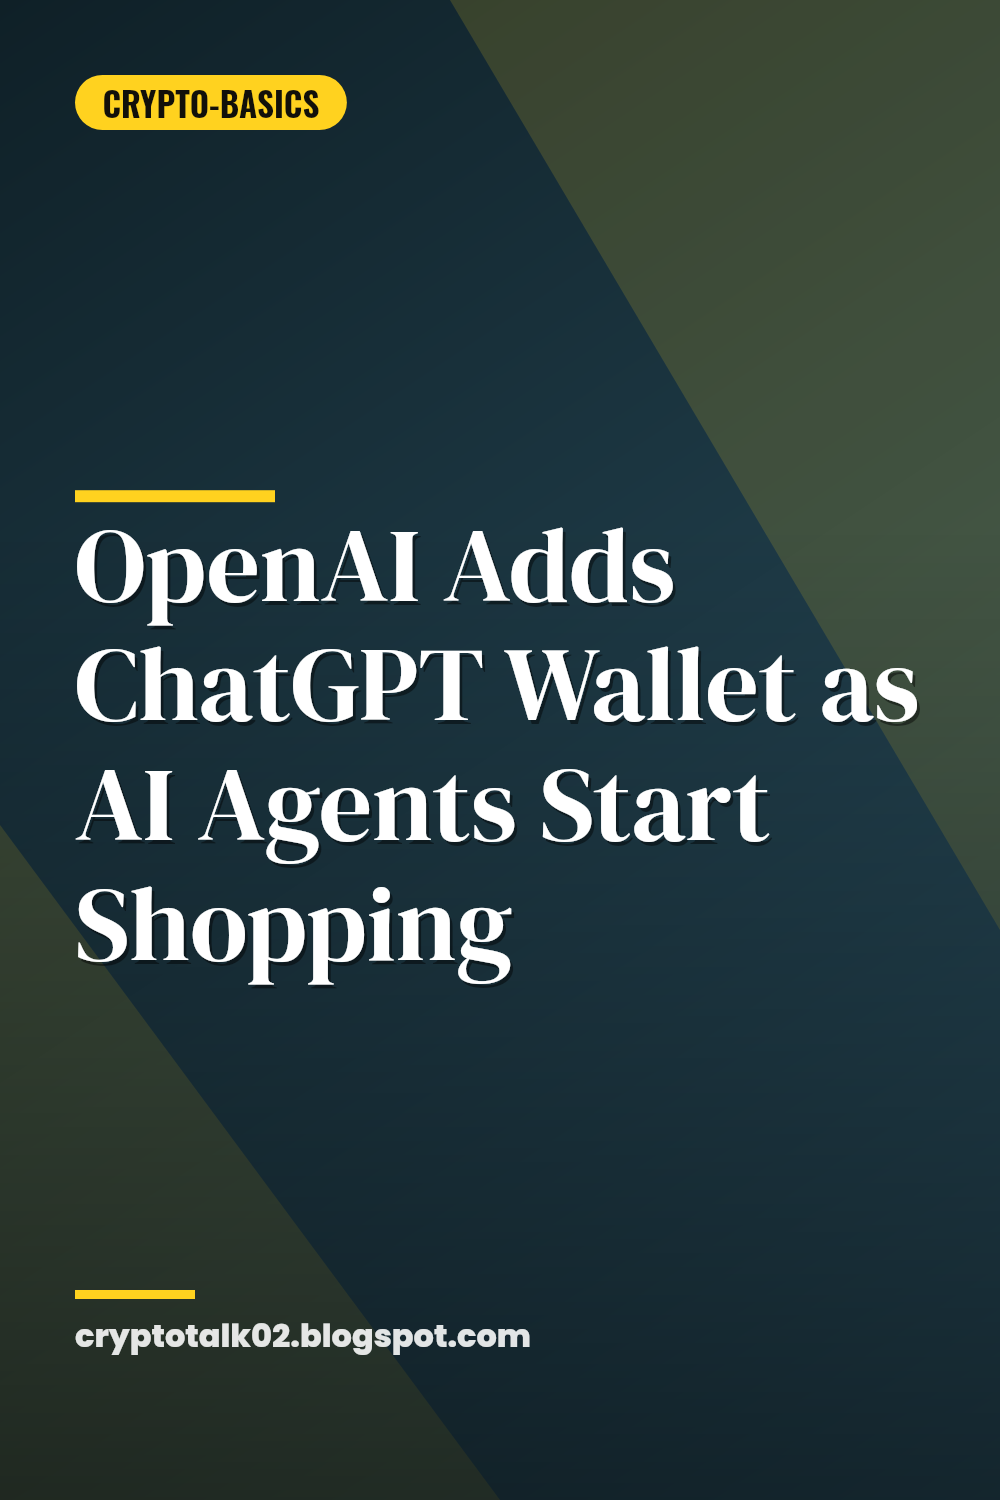 CRYPTO-BASICS
OpenAI Adds
ChatGPT Wallet as
AI Agents Start
Shopping
cryptotalk02.blogspot.com